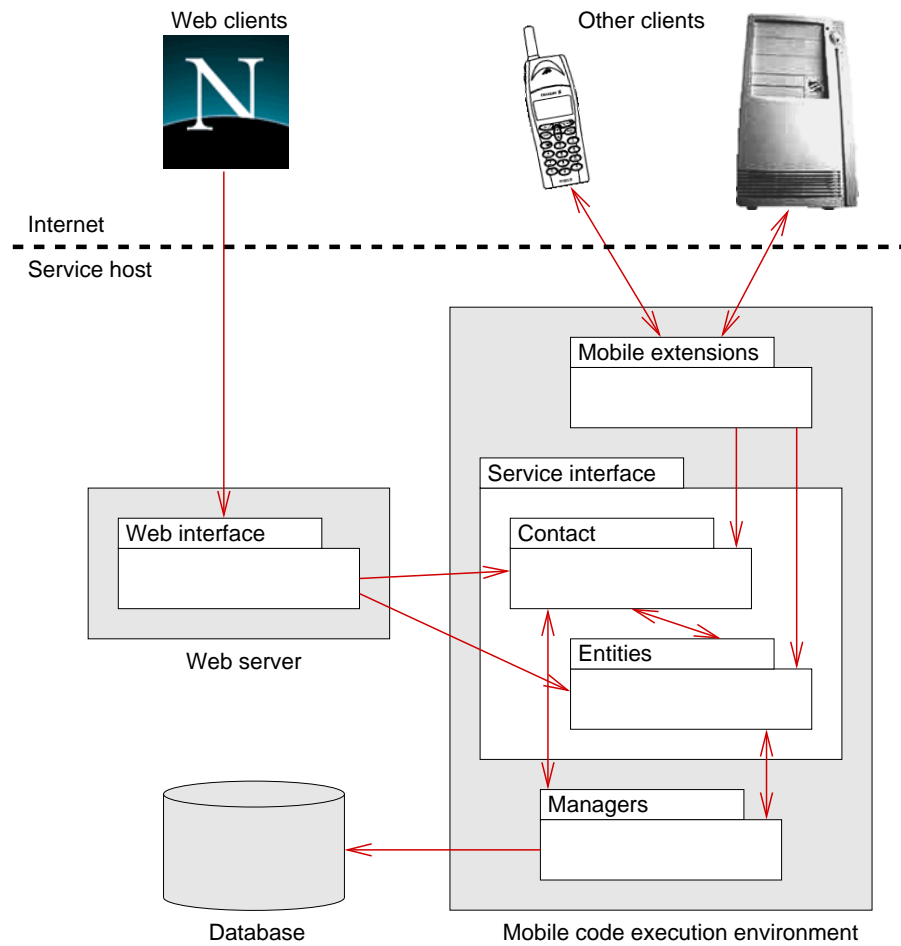 Web clients
Other clients
N
Internet
Service host
Mobile extensions
Service interface
Web interface
Contact
Entities
Web server
Managers
Database
Mobile code execution environment